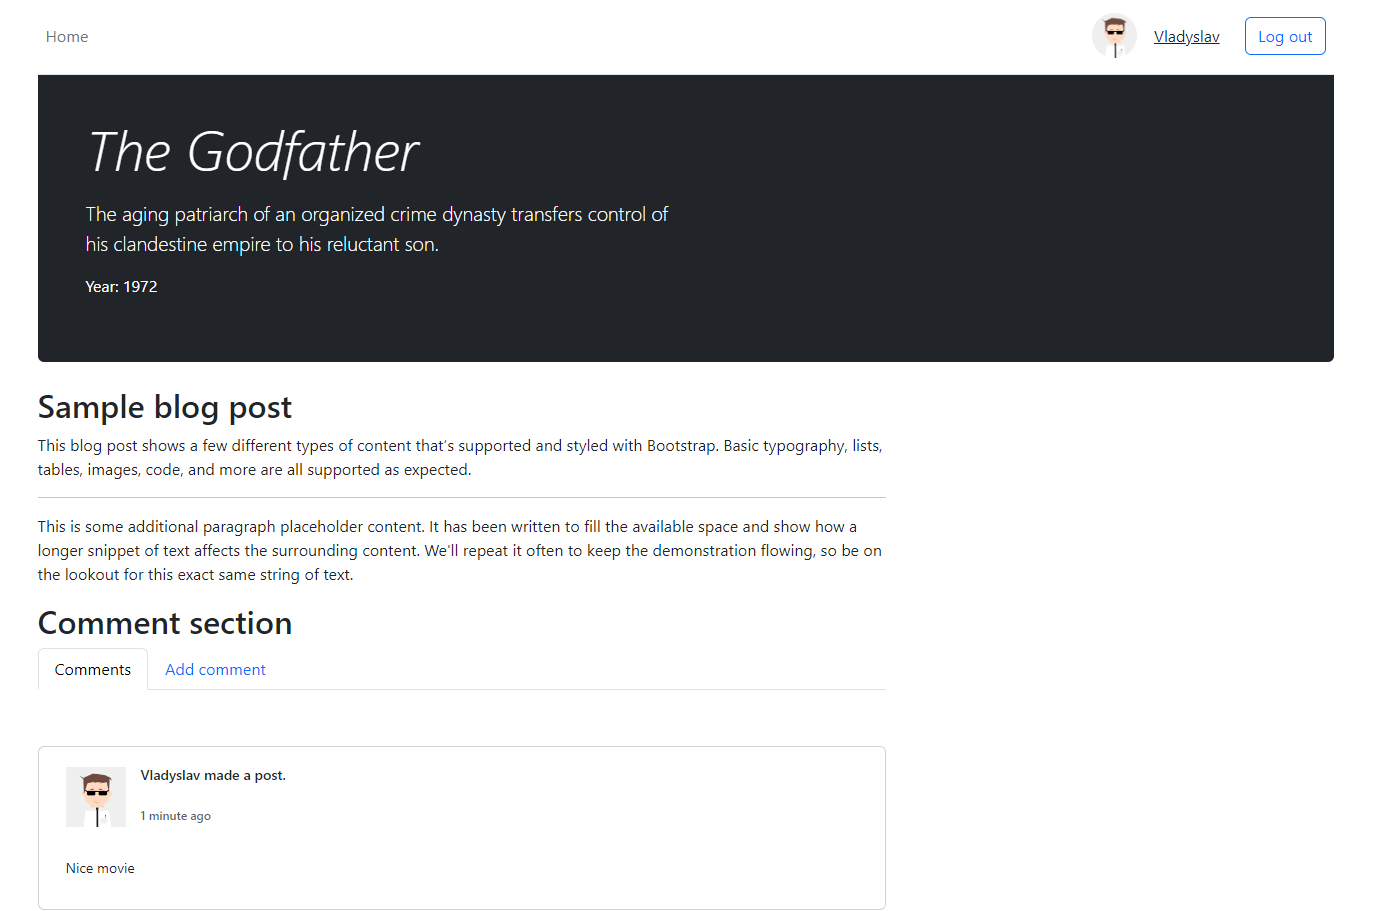 Home
Vladyslav
Log out
The Godfather
The aging patriarch of an organized crime dynasty transfers control of
his clandestine empire to his reluctant son.
Year: 1972
Sample blog post
This blog post shows a few different types of content that's supported and styled with Bootstrap. Basic typography, lists,
tables, images, code, and more are all supported as expected.
This is some additional paragraph placeholder content. It has been written to fill the available space and show how a
longer snippet of text affects the surrounding content. We'll repeat it often to keep the demonstration flowing, so be on
the lookout for this exact same string of text.
Comment section
Comments
Add comment
Vladyslav made a post.
1 minute ago
Nice movie